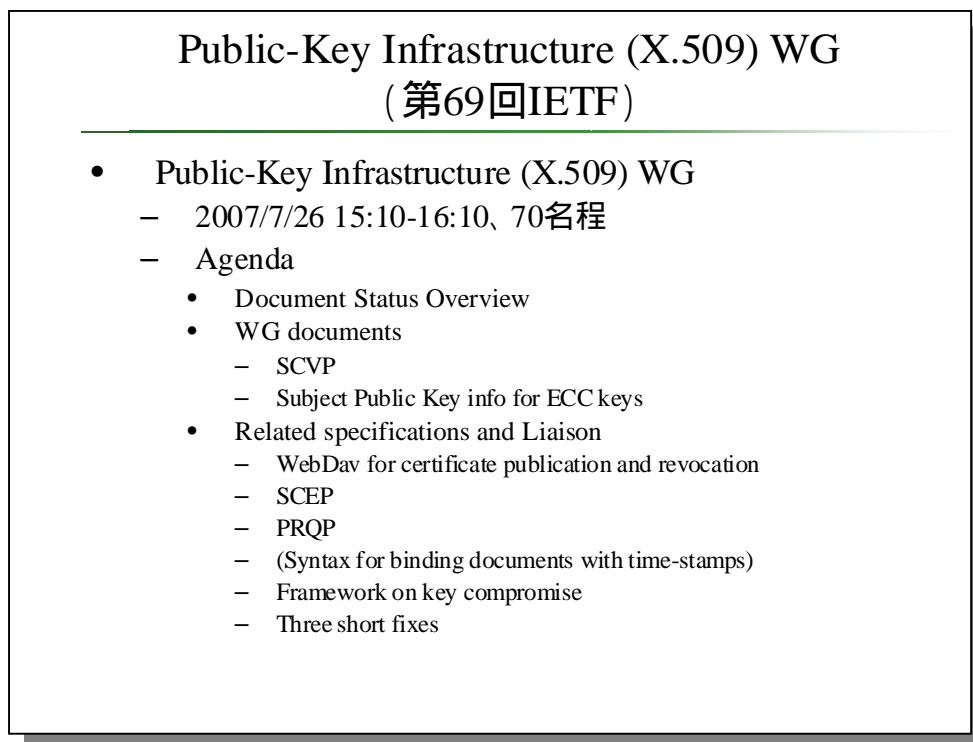 Public-Key Infrastructure (X.509) WG
(第69回IETF)
• Public-Key Infrastructure (X.509) WG
– 2007/7/26 15:10-16:10、70名程
– Agenda
• Document Status Overview
• WG documents
– SCVP
– Subject Public Key info for ECC keys
• Related specifications and Liaison
– WebDav for certificate publication and revocation
– SCEP
– PRQP
– (Syntax for binding documents with time-stamps)
– Framework on key compromise
– Three short fixes